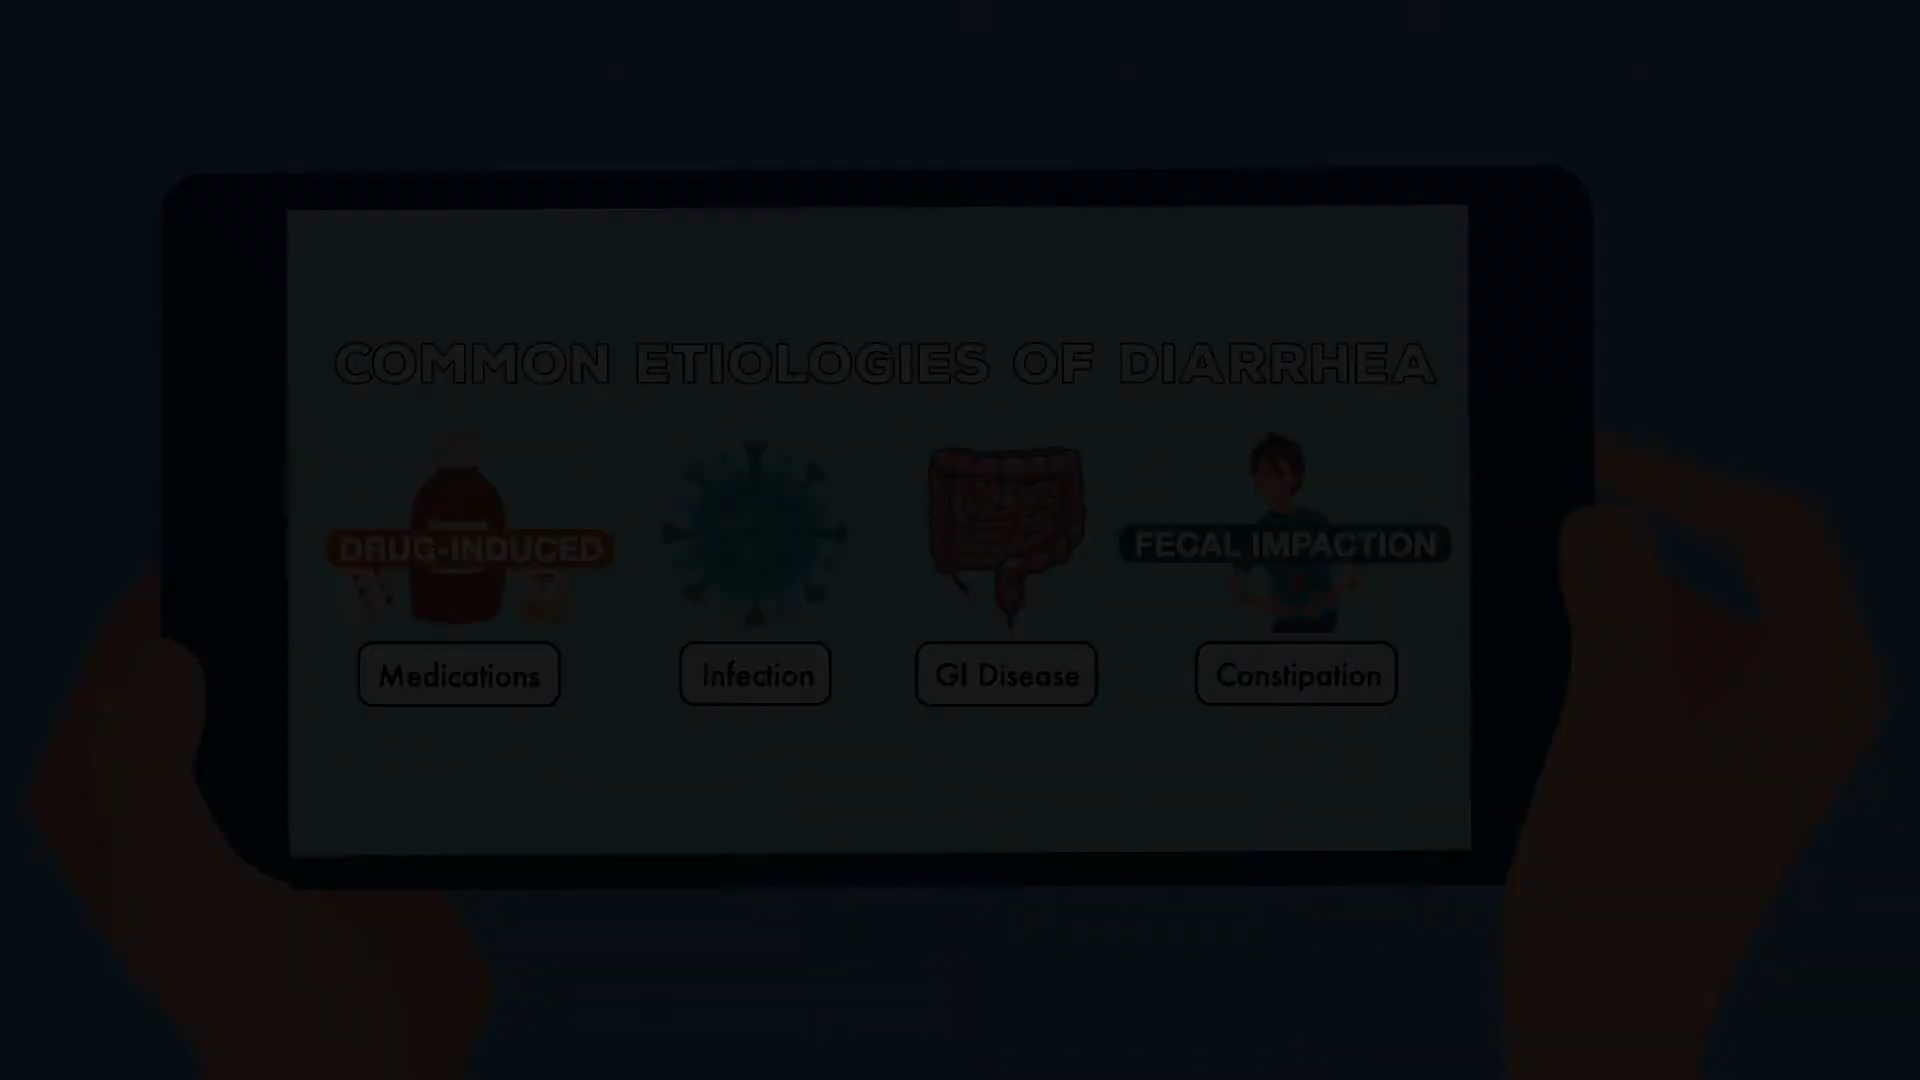 COMMON ETIOLOGIES OF DIARRHEA
DRUG-INDUCED
FECAL IMPACTION
Medications
Infection
GI Disease
Constipation